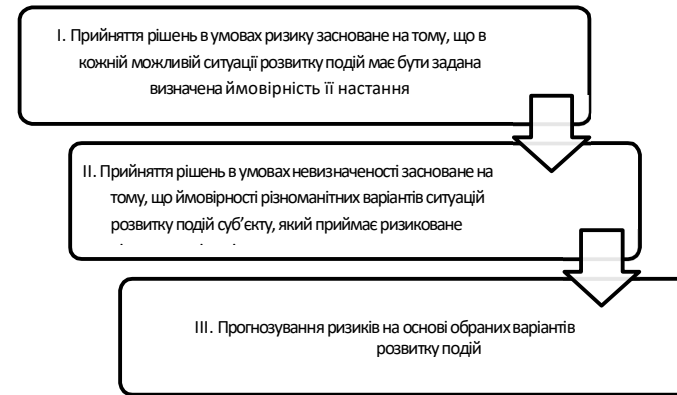 I. Прийняття рішень в умовах ризику засноване на тому, що в
кожній можливій ситуації розвитку подій має бути задана
визначена ймовірність її настання
II. Прийняття рішень в умовах невизначеності засноване на
тому, що ймовірності різноманітних варіантів ситуацій
розвитку подій суб’єкту, який приймає ризиковане
III. Прогнозування ризиків на основі обраних варіантів
розвитку подій